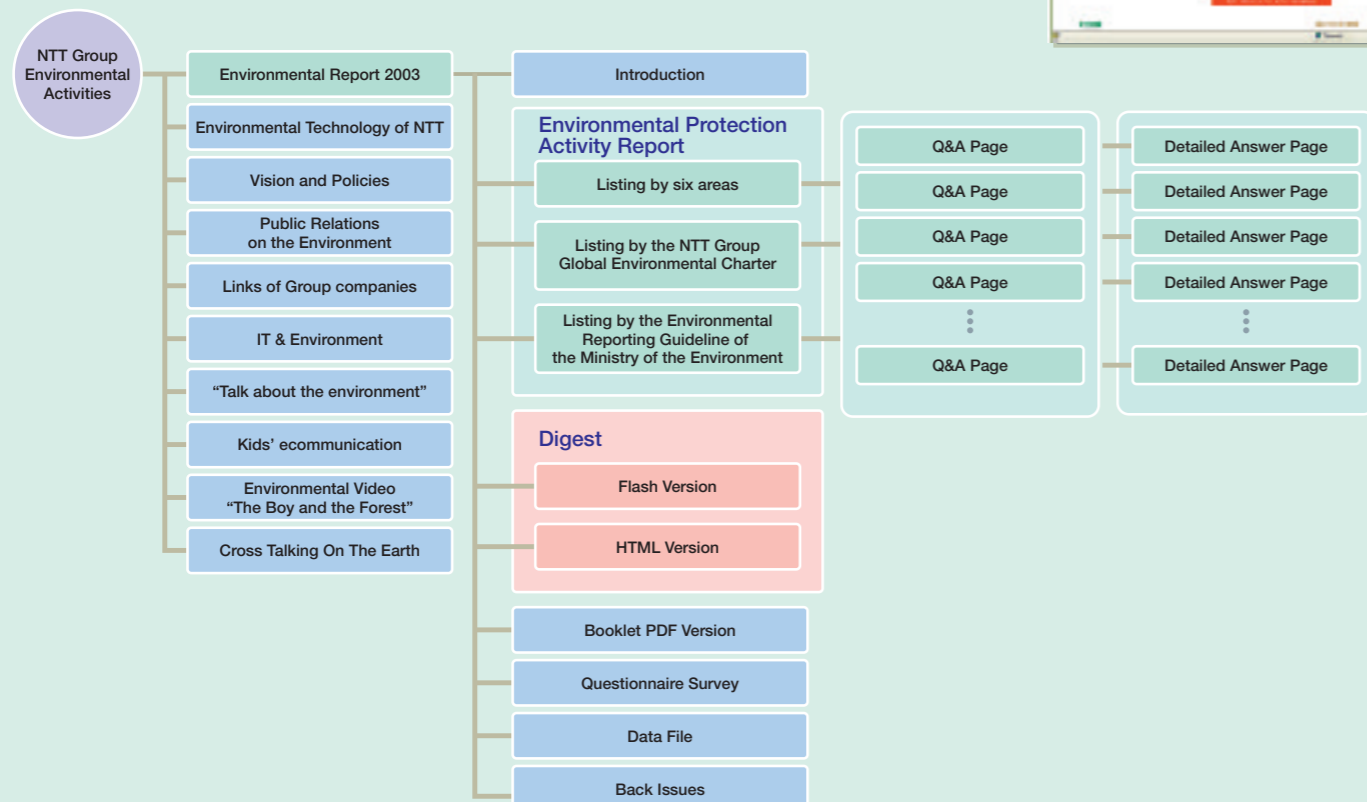 NTT Group
Environmental
Activities
Environmental Report 2003
Environmental Technology of NTT
Vision and Policies
Public Relations
on the Environment
Links of Group companies
IT & Environment
“Talk about the environment”
Kids’ ecommunication
Environmental Video
“The Boy and the Forest”
Cross Talking On The Earth
Introduction
Environmental Protection
Activity Report
Listing by six areas
Listing by the NTT Group
Global Environmental Charter
Listing by the Environmental
Reporting Guideline of
the Ministry of the Environment
Digest
Flash Version
HTML Version
Booklet PDF Version
Questionnaire Survey
Data File
Back Issues
Q&A Page
Q&A Page
Q&A Page
Q&A Page
Q&A Page
Detailed Answer Page
Detailed Answer Page
Detailed Answer Page
Detailed Answer Page
Detailed Answer Page